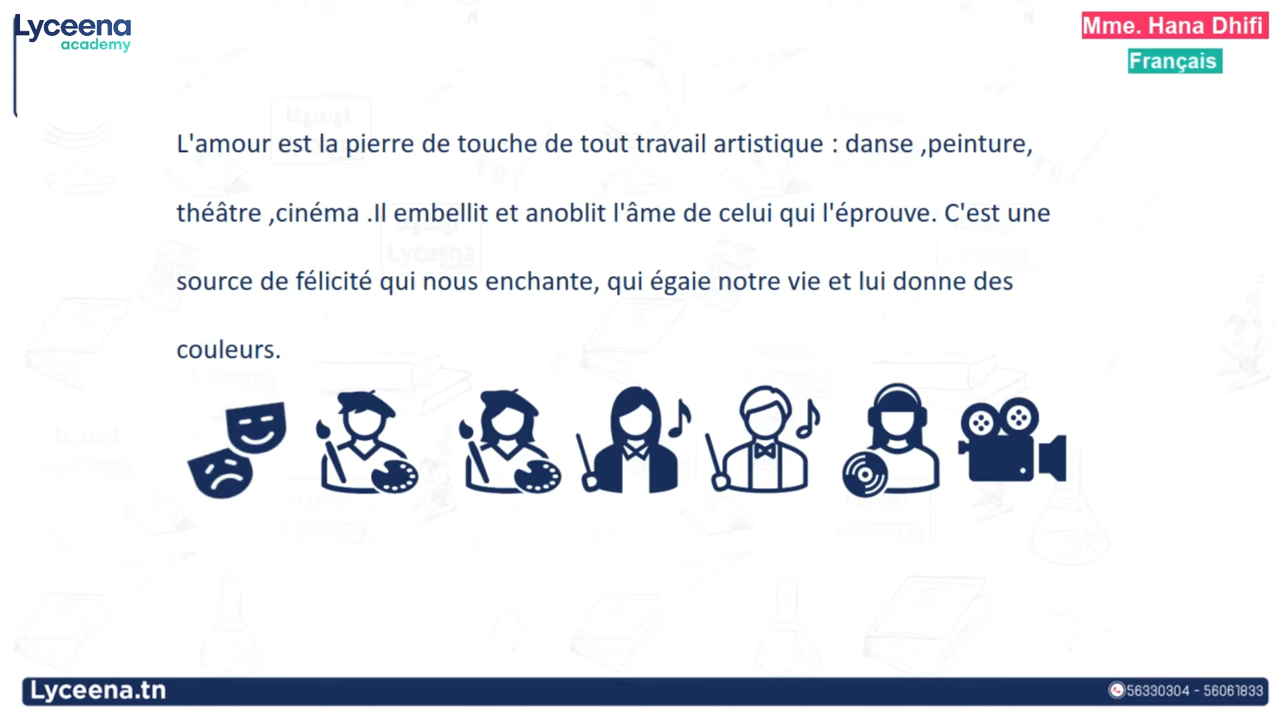 Lyceena
academy
Mme. Hana Dhifi
Français
L'amour est la pierre de touche de tout travail artistique : danse ,peinture,
théâtre ,cinéma .Il embellit et anoblit l'âme de celui qui l'éprouve. C'est une
source de félicité qui nous enchante, qui égaie notre vie et lui donne des
couleurs.
Lyceena.tn
56330304 - 56061833